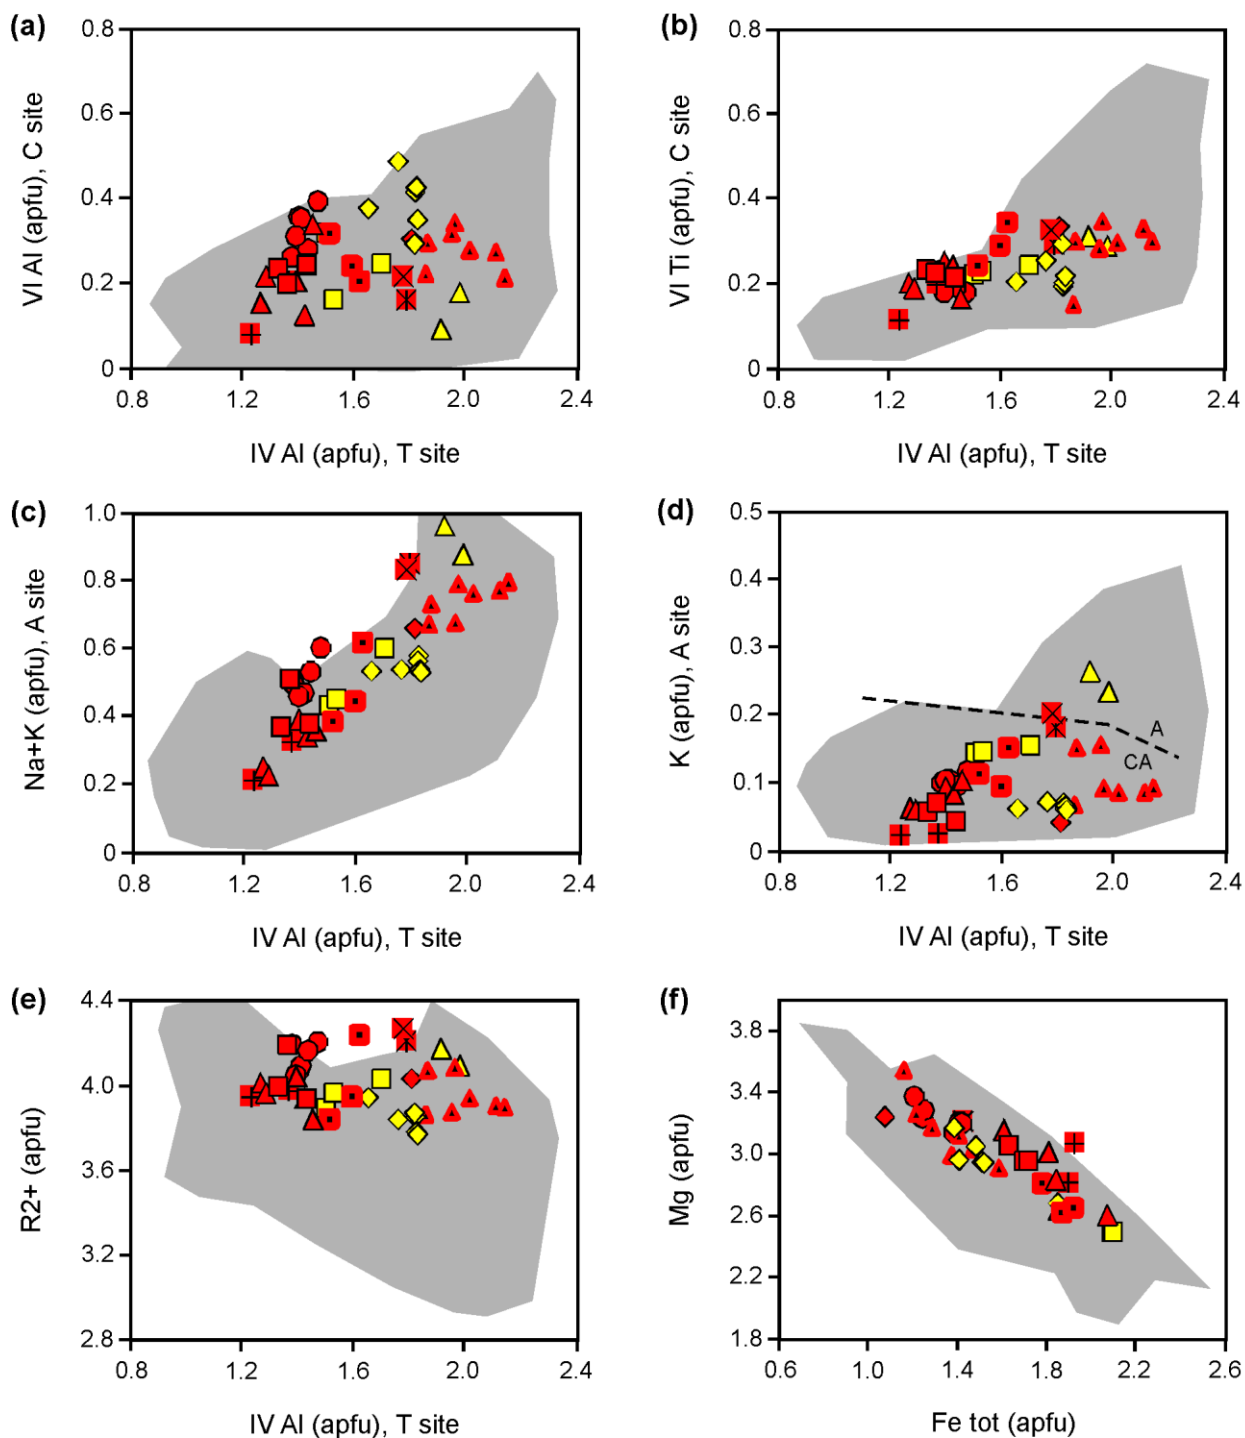 (a)
0.8
0.6
0.4
0.2
0
VI Al (apfu), C site
0.8 1.2 1.6 2.0 2.4
IV Al (apfu), T site
(b)
0.8
0.6
0.4
0.2
0
VI Ti (apfu), C site
0.8 1.2 1.6 2.0 2.4
IV Al (apfu), T site
(c)
1.0
0.8
0.6
0.4
0.2
0
Na+K (apfu), A site
0.8 1.2 1.6 2.0 2.4
IV Al (apfu), T site
(d)
0.5
0.4
0.3
0.2
0.1
0
K (apfu), A site
A
CA
0.8 1.2 1.6 2.0 2.4
IV Al (apfu), T site
(e)
4.4
4.0
3.6
3.2
2.8
R2+ (apfu)
0.8 1.2 1.6 2.0 2.4
IV Al (apfu), T site
(f)
3.8
3.4
3.0
2.6
2.2
1.8
Mg (apfu)
0.6 1.0 1.4 1.8 2.2 2.6
Fe tot (apfu)